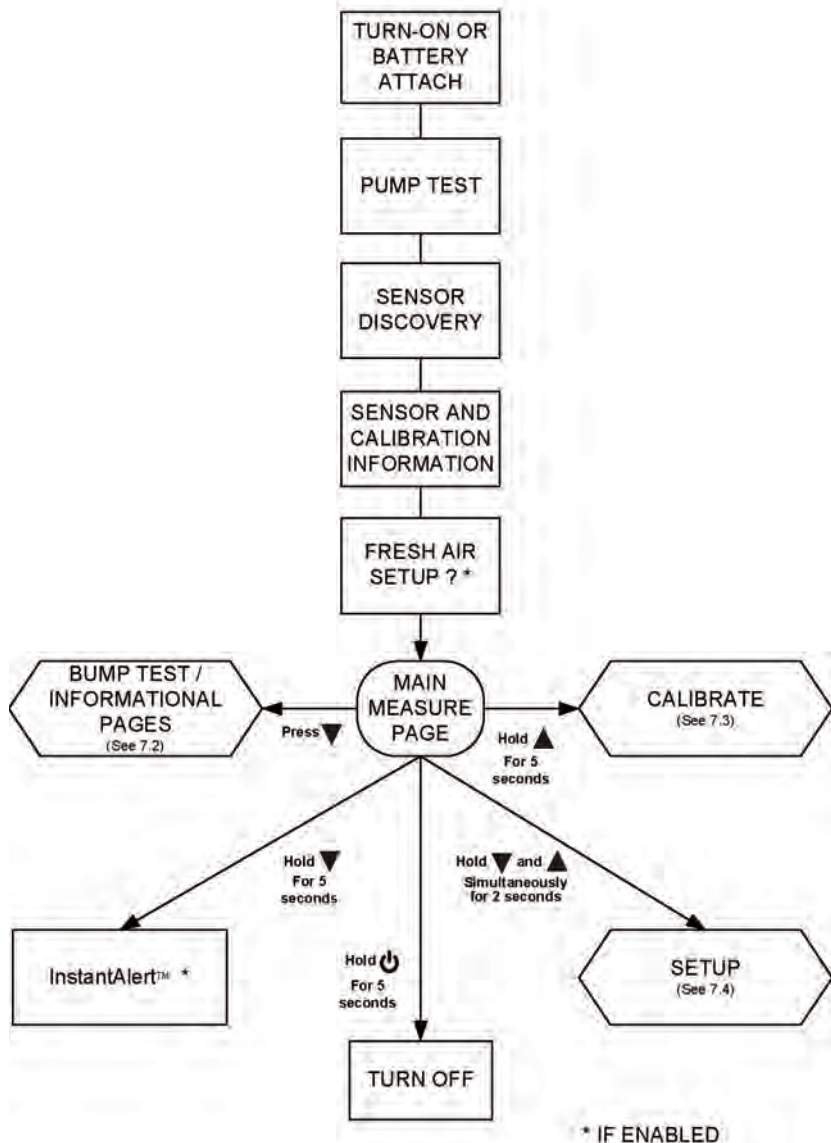 TURN-ON OR
BATTERY
ATTACH
PUMP TEST
SENSOR
DISCOVERY
SENSOR AND
CALIBRATION
INFORMATION
FRESH AIR
SETUP ? *
MAIN
MEASURE
PAGE
BUMP TEST /
INFORMATIONAL
PAGES
(See 7.2)
Press ▼
CALIBRATE
(See 7.3)
Hold ▲
For 5
seconds
Hold ▼
For 5
seconds
InstantAlert™ *
Hold ⏻
For 5
seconds
TURN OFF
Hold ▼ and ▲
Simultaneously
for 2 seconds
SETUP
(See 7.4)
* IF ENABLED